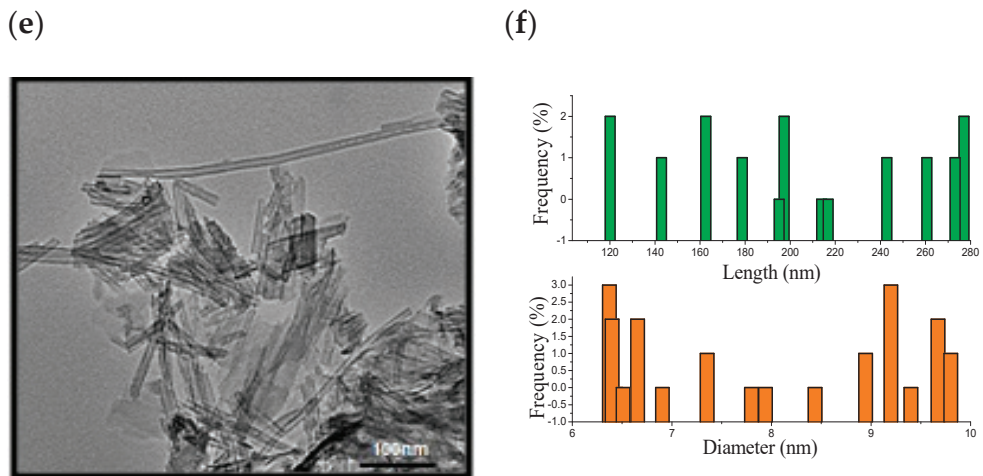 (e)
(f)
100nm
Frequency (%)
2
1
0
-1
120 140 160 180 200 220 240 260 280
Length (nm)
Frequency (%)
3.0
2.5
2.0
1.5
1.0
0.5
0.0
-0.5
-1.0
6 7 8 9 10
Diameter (nm)